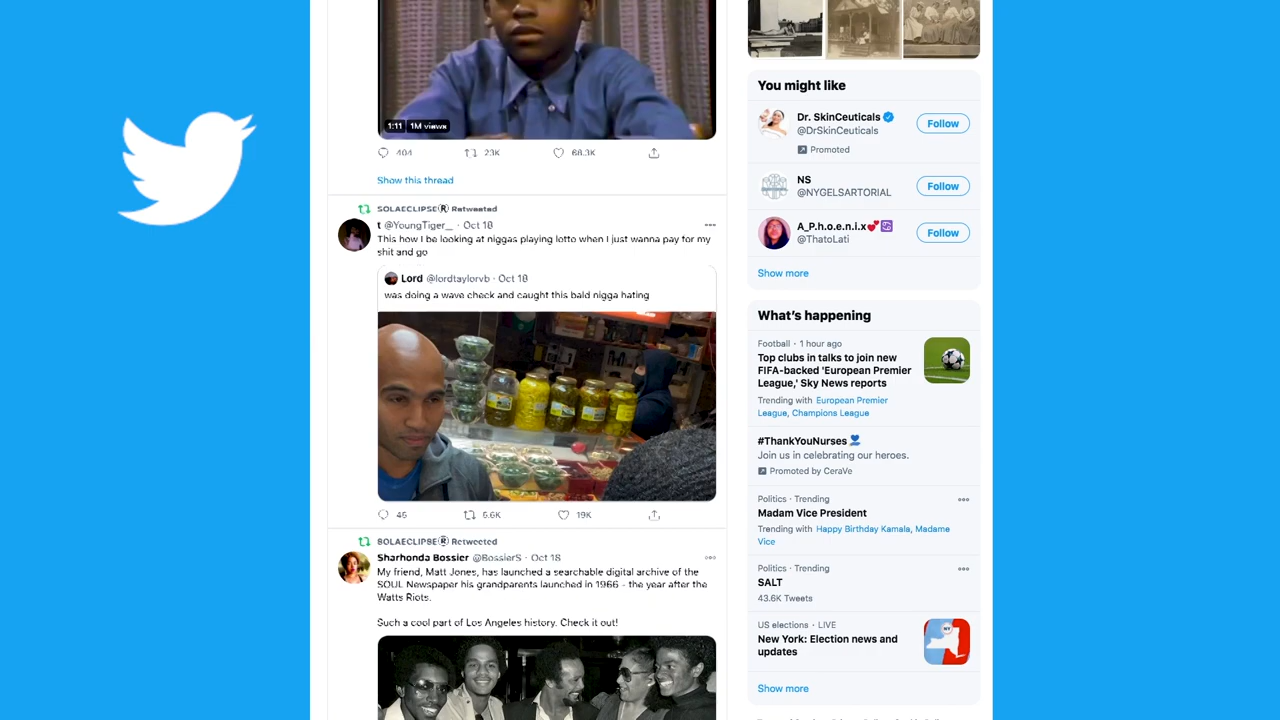 1:11 1M views
404 23K 66.3K
Show this thread
SOLAECLIPSE® Retweeted
t @YoungTiger_ · Oct 18
This how I be looking at niggas playing lotto when I just wanna pay for my
shit and go
Lord @lordtaylorvb · Oct 18
was doing a wave check and caught this bald nigga hating
45 5.6K 19K
SOLAECLIPSE® Retweeted
Sharhonda Bossier @BossierS · Oct 18
My friend, Matt Jones, has launched a searchable digital archive of the
SOUL Newspaper his grandparents launched in 1966 - the year after the
Watts Riots.
Such a cool part of Los Angeles history. Check it out!
You might like
Dr. SkinCeuticals
@DrSkinCeuticals
Follow
Promoted
NS
@NYGELSARTORIAL
Follow
A_P.h.o.e.n.i.x
@ThatoLati
Follow
Show more
What's happening
Football · 1 hour ago
Top clubs in talks to join new
FIFA-backed 'European Premier
League,' Sky News reports
Trending with European Premier
League, Champions League
#ThankYouNurses
Join us in celebrating our heroes.
Promoted by CeraVe
Politics · Trending
Madam Vice President
Trending with Happy Birthday Kamala, Madame
Vice
Politics · Trending
SALT
43.6K Tweets
US elections · LIVE
New York: Election news and
updates
NY
Show more